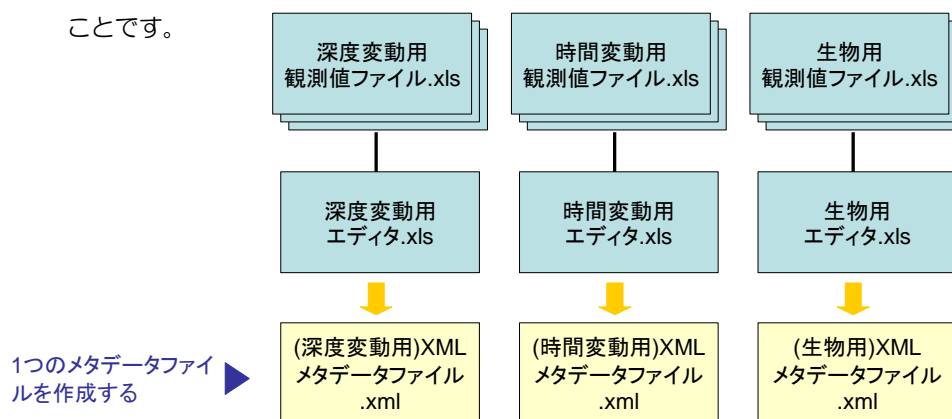 ことです。
深度変動用
観測値ファイル.xls
時間変動用
観測値ファイル.xls
生物用
観測値ファイル.xls
深度変動用
エディタ.xls
時間変動用
エディタ.xls
生物用
エディタ.xls
1つのメタデータファイ
ルを作成する
(深度変動用)XML
メタデータファイル
.xml
(時間変動用)XML
メタデータファイル
.xml
(生物用)XML
メタデータファイル
.xml